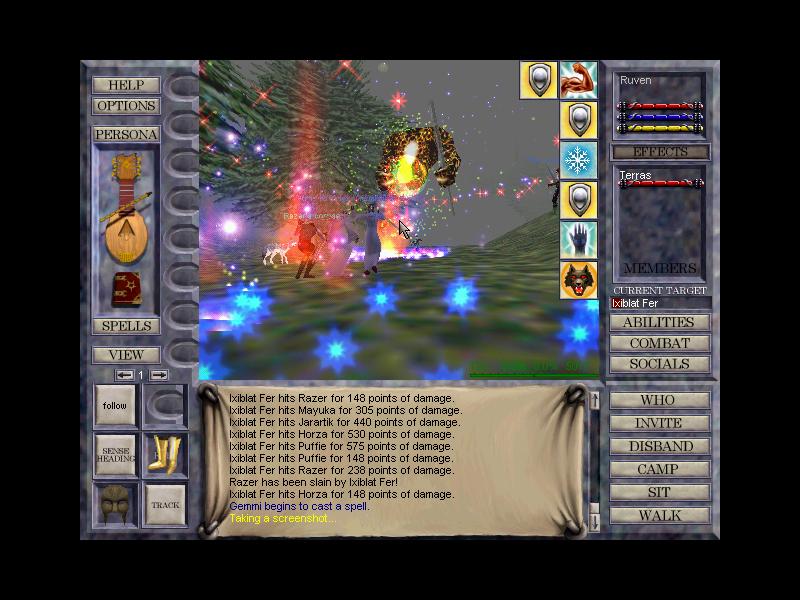 HELP
OPTIONS
PERSONA
SPELLS
VIEW
1
follow
SENSE
HEADING
TRACK
Razer's corpse
Ruven
EFFECTS
Terras
MEMBERS
CURRENT TARGET
Ixiblat Fer
ABILITIES
COMBAT
SOCIALS
Ixiblat Fer hits Razer for 148 points of damage.
Ixiblat Fer hits Mayuka for 305 points of damage.
Ixiblat Fer hits Jarartik for 440 points of damage.
Ixiblat Fer hits Horza for 530 points of damage.
Ixiblat Fer hits Puffie for 575 points of damage.
Ixiblat Fer hits Puffie for 148 points of damage.
Ixiblat Fer hits Razer for 238 points of damage.
Razer has been slain by Ixiblat Fer!
Ixiblat Fer hits Horza for 148 points of damage.
Gemmi begins to cast a spell.
Taking a screenshot...
WHO
INVITE
DISBAND
CAMP
SIT
WALK